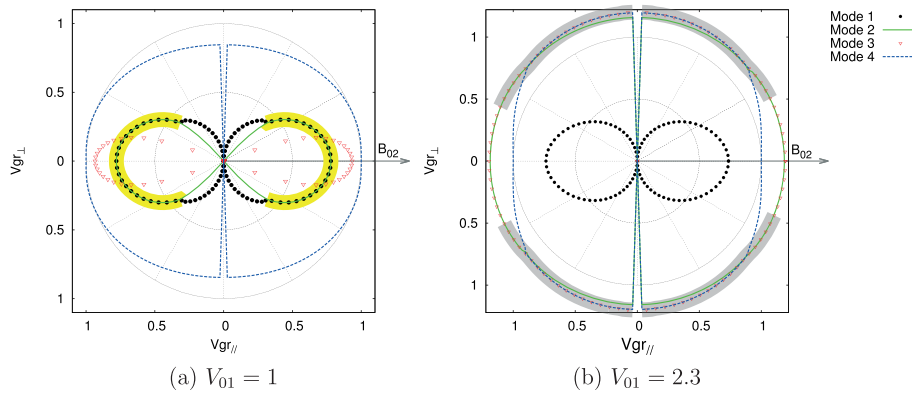 Mode 1
Mode 2
Mode 3
Mode 4
1
0.5
0
0.5
1
Vgr⊥
B02
1 0.5 0 0.5 1
Vgr//
(a) V01 = 1
1
0.5
0
0.5
1
Vgr⊥
B02
1 0.5 0 0.5 1
Vgr//
(b) V01 = 2.3